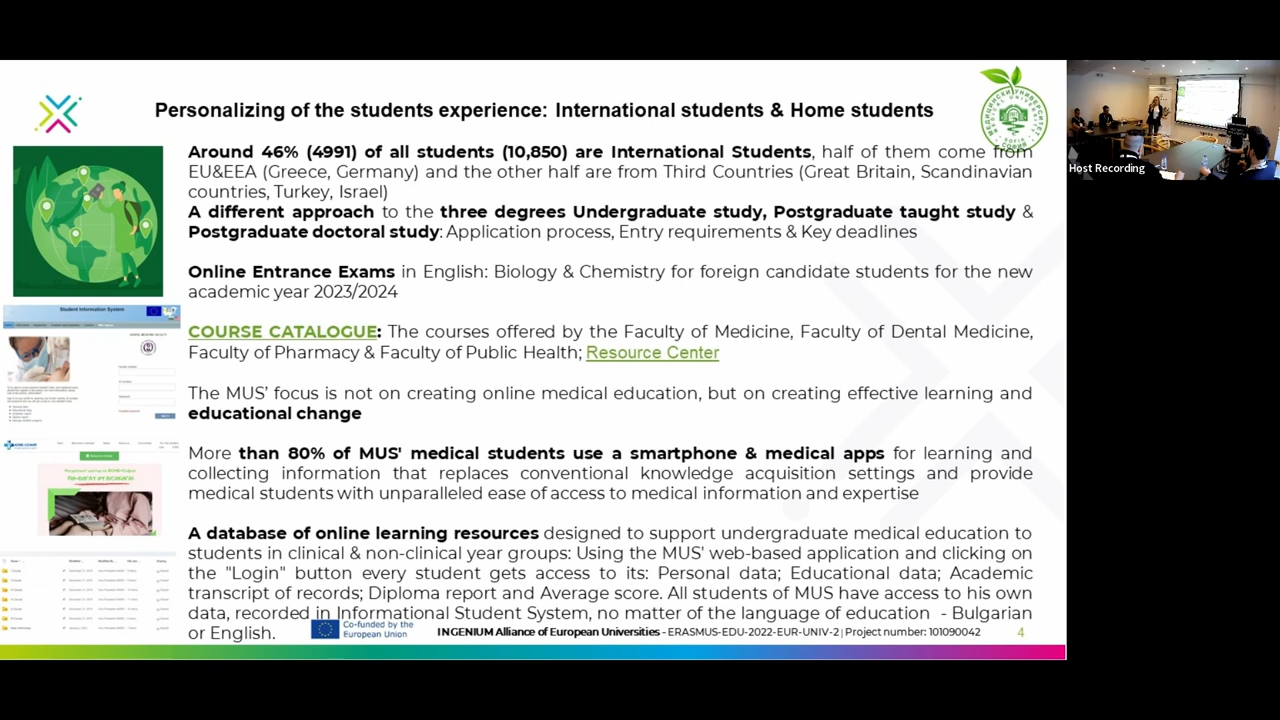 Personalizing of the students experience: International students & Home students
Around 46% (4991) of all students (10,850) are International Students, half of them come from
EU&EEA (Greece, Germany) and the other half are from Third Countries (Great Britain, Scandinavian
countries, Turkey, Israel)
A different approach to the three degrees Undergraduate study, Postgraduate taught study &
Postgraduate doctoral study: Application process, Entry requirements & Key deadlines
Online Entrance Exams in English: Biology & Chemistry for foreign candidate students for the new
academic year 2023/2024
COURSE CATALOGUE: The courses offered by the Faculty of Medicine, Faculty of Dental Medicine,
Faculty of Pharmacy & Faculty of Public Health; Resource Center
The MUS' focus is not on creating online medical education, but on creating effective learning and
educational change
More than 80% of MUS' medical students use a smartphone & medical apps for learning and
collecting information that replaces conventional knowledge acquisition settings and provide
medical students with unparalleled ease of access to medical information and expertise
A database of online learning resources designed to support undergraduate medical education to
students in clinical & non-clinical year groups: Using the MUS' web-based application and clicking on
the "Login" button every student gets access to its: Personal data; Educational data; Academic
transcript of records; Diploma report and Average score. All students of MUS have access to his own
data, recorded in Informational Student System, no matter of the language of education - Bulgarian
or English.
Co-funded by the
European Union
INGENIUM Alliance of European Universities - ERASMUS-EDU-2022-EUR-UNIV-2 | Project number: 101090042
4
Student Information System
МЕДИЦИНСКИ УНИВЕРСИТЕТ
Host Recording